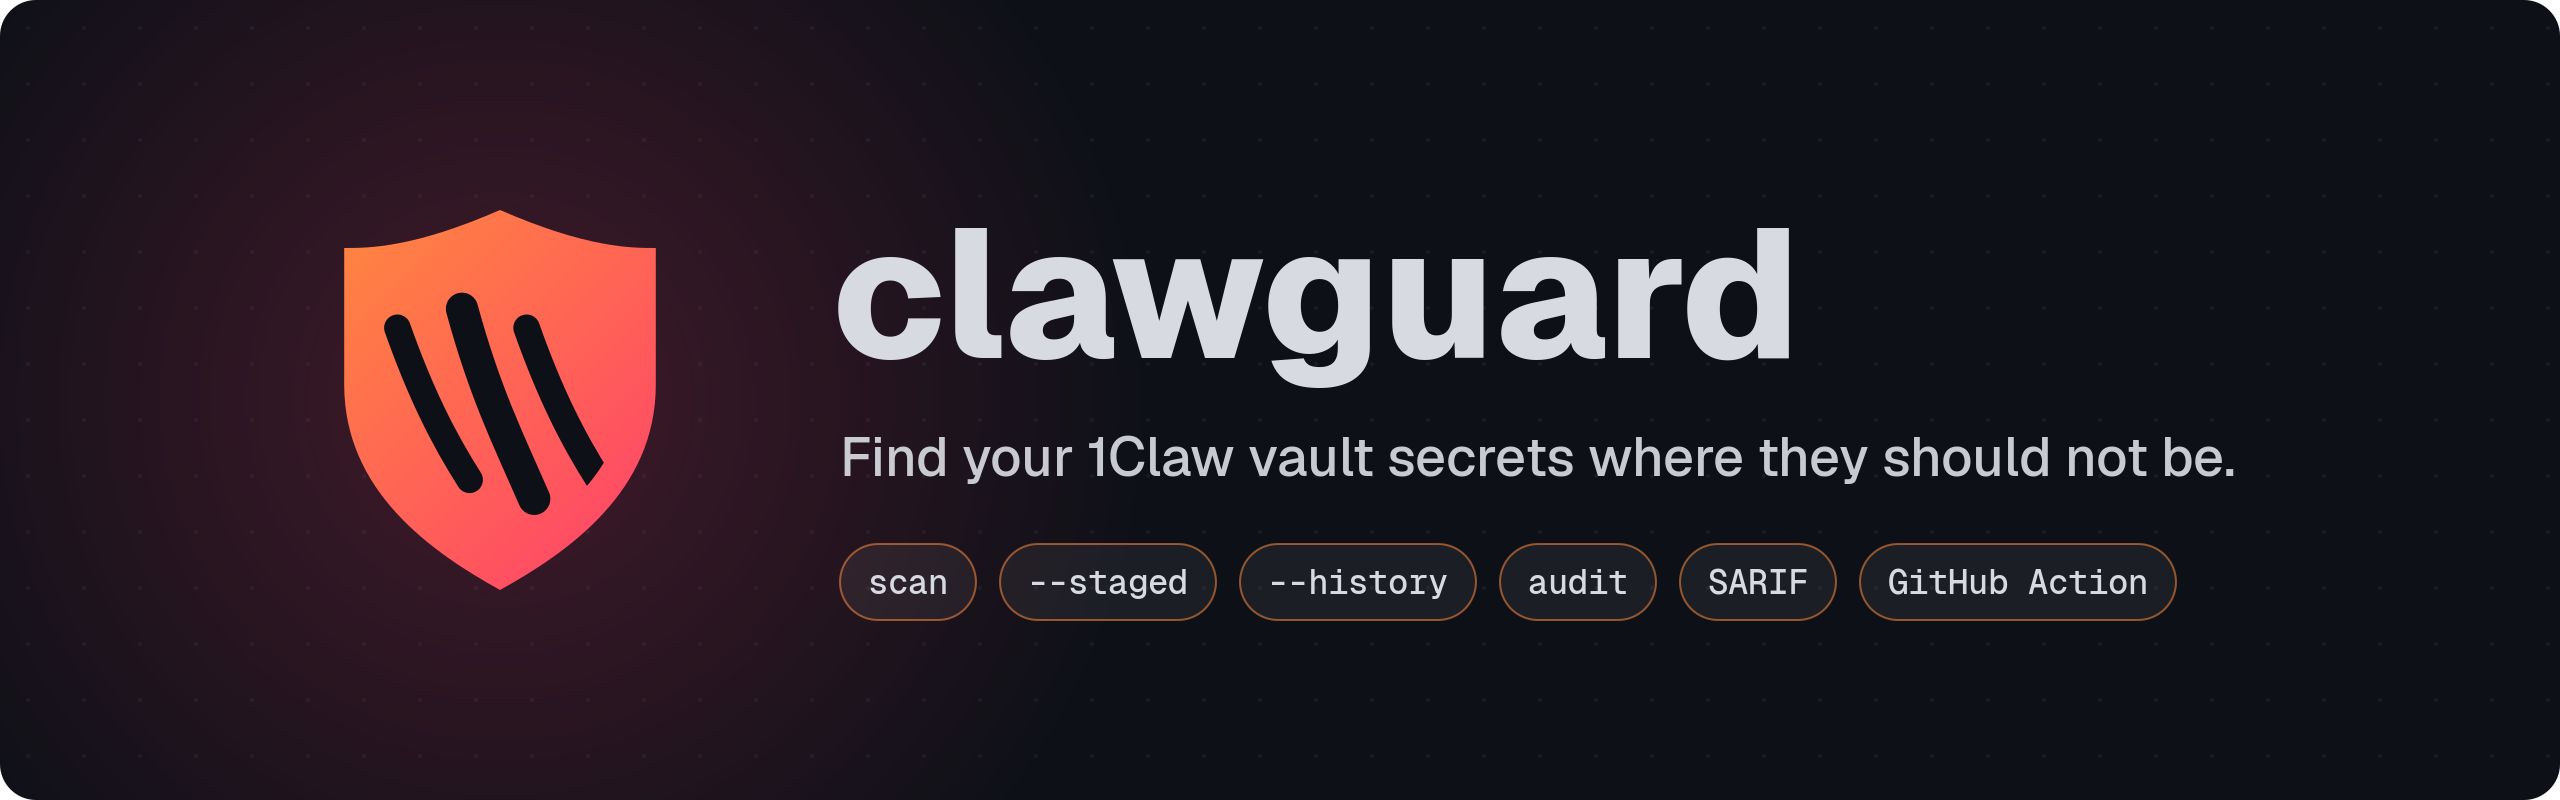 clawguard
Find your 1Claw vault secrets where they should not be.
scan --staged --history audit SARIF GitHub Action